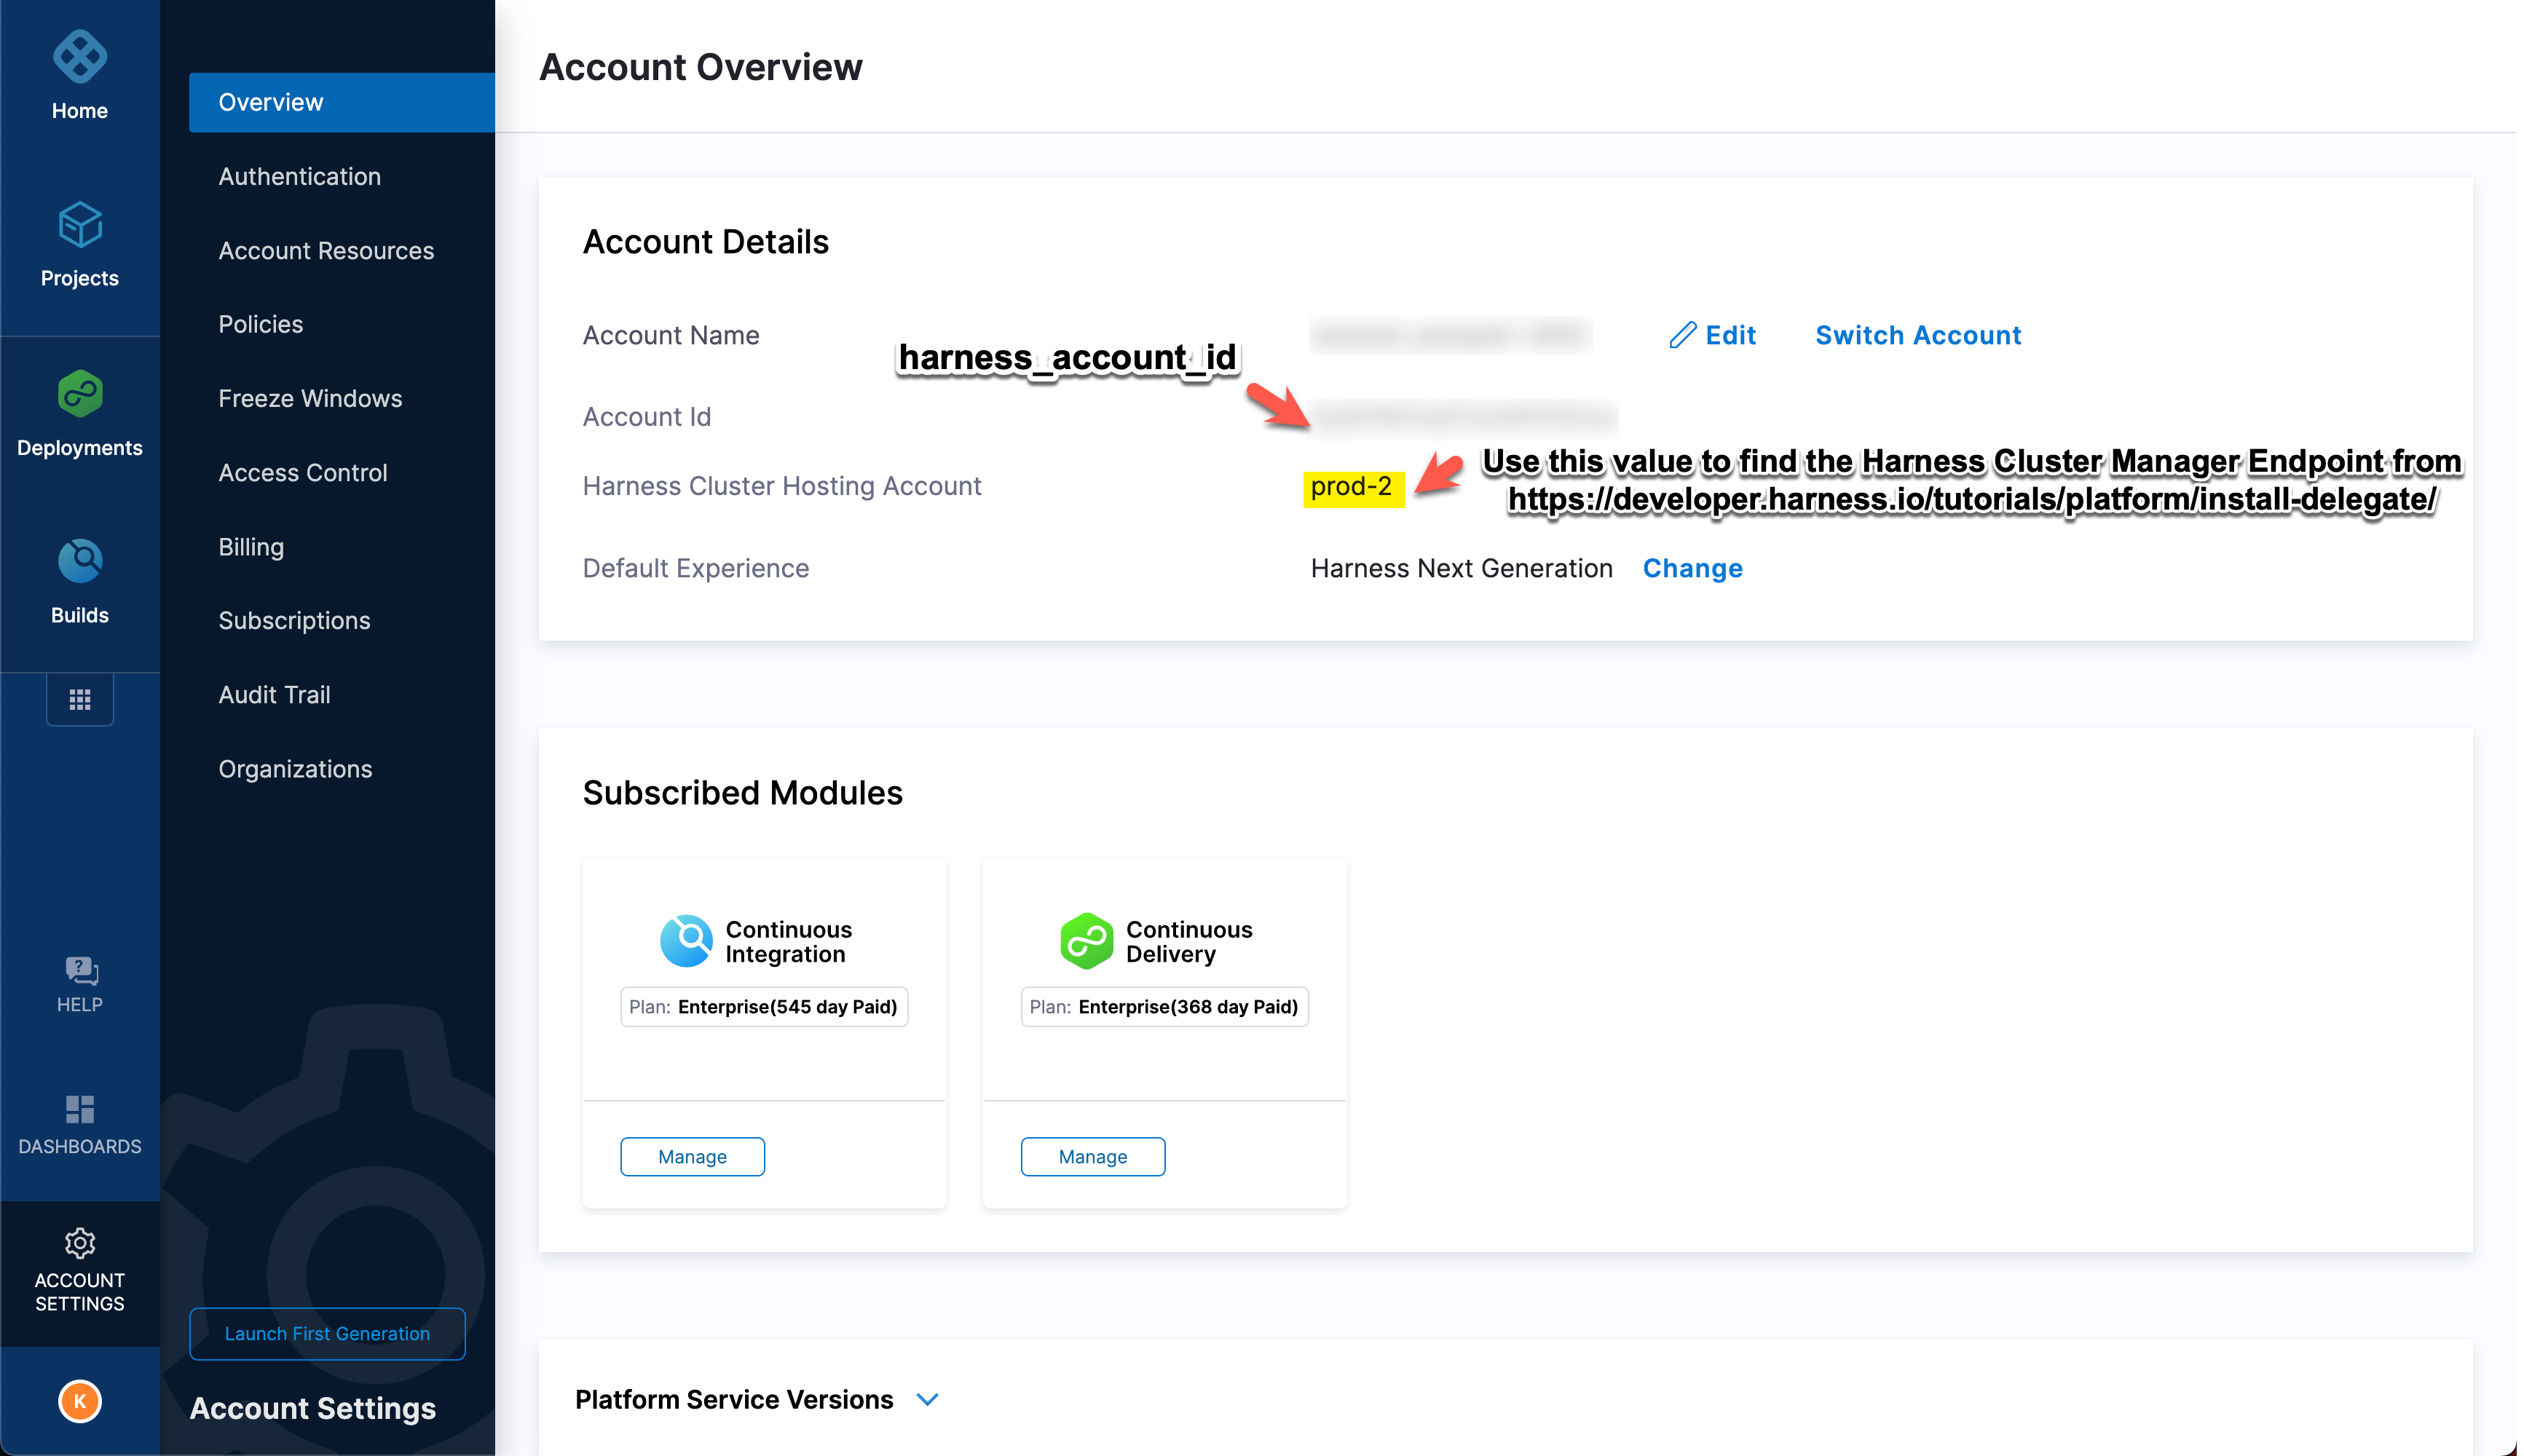 Home
Projects
Deployments
Builds
HELP
DASHBOARDS
ACCOUNT
SETTINGS
K
Overview
Authentication
Account Resources
Policies
Freeze Windows
Access Control
Billing
Subscriptions
Audit Trail
Organizations
Launch First Generation
Account Settings
Account Overview
Account Details
Account Name
Edit
Switch Account
harness_account_id
Account Id
Harness Cluster Hosting Account
prod-2
Use this value to find the Harness Cluster Manager Endpoint from
https://developer.harness.io/tutorials/platform/install-delegate/
Default Experience
Harness Next Generation
Change
Subscribed Modules
Continuous
Integration
Plan: Enterprise(545 day Paid)
Manage
Continuous
Delivery
Plan: Enterprise(368 day Paid)
Manage
Platform Service Versions